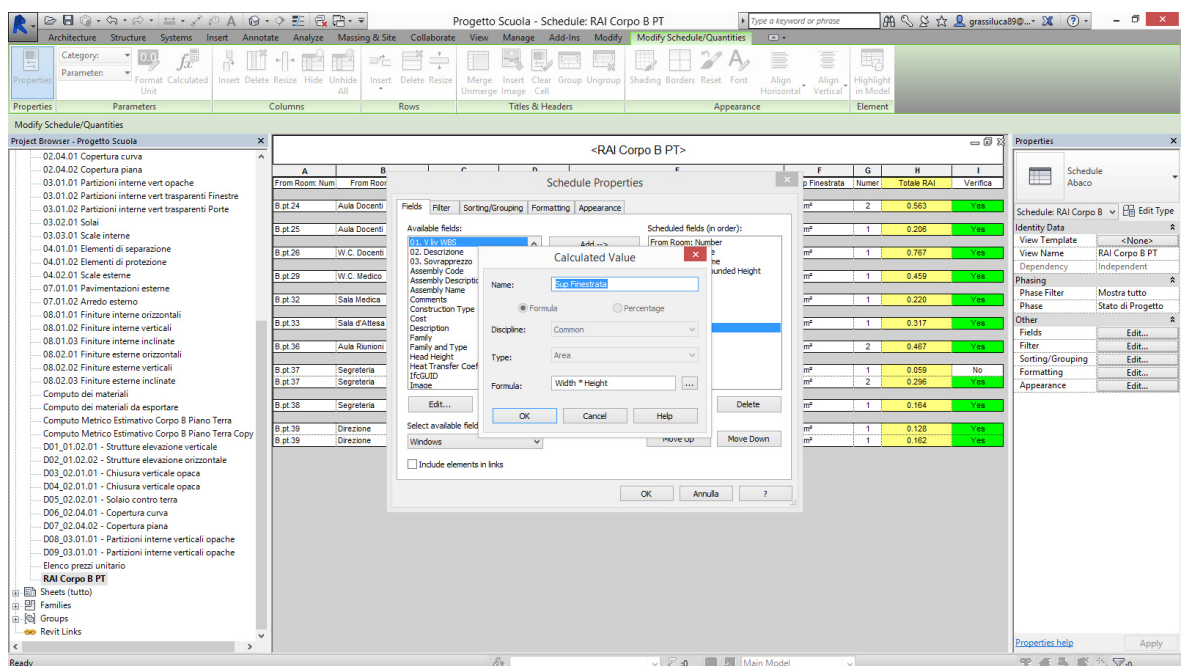 Progetto Scuola - Schedule: RAI Corpo B PT
Type a keyword or phrase
grassiluca89@...
Architecture Structure Systems Insert Annotate Analyze Massing & Site Collaborate View Manage Add-Ins Modify Modify Schedule/Quantities
Category:
Parameter:
Properties
Format Unit
Calculated
Insert Delete Resize Hide Unhide All
Insert Delete Resize
Merge Unmerge
Insert Image
Clear Cell
Group Ungroup
Shading Borders Reset Font
Align Horizontal
Align Vertical
Highlight in Model
Properties Parameters Columns Rows Titles & Headers Appearance Element
Modify Schedule/Quantities
Project Browser - Progetto Scuola
02.04.01 Copertura curva
02.04.02 Copertura piana
03.01.01 Partizioni interne vert opache
03.01.02 Partizioni interne vert trasparenti Finestre
03.01.02 Partizioni interne vert trasparenti Porte
03.02.01 Solai
03.03.01 Scale interne
04.01.01 Elementi di separazione
04.01.02 Elementi di protezione
04.02.01 Scale esterne
07.01.01 Pavimentazioni esterne
07.01.02 Arredo esterno
08.01.01 Finiture interne orizzontali
08.01.02 Finiture interne verticali
08.01.03 Finiture interne inclinate
08.02.01 Finiture esterne orizzontali
08.02.02 Finiture esterne verticali
08.02.03 Finiture esterne inclinate
Computo dei materiali
Computo dei materiali da esportare
Computo Metrico Estimativo Corpo B Piano Terra
Computo Metrico Estimativo Corpo B Piano Terra Copy
D01_01.02.01 - Strutture elevazione verticale
D02_01.02.02 - Strutture elevazione orizzontale
D03_02.01.01 - Chiusura verticale opaca
D04_02.01.01 - Chiusura verticale opaca
D05_02.02.01 - Solaio contro terra
D06_02.04.01 - Copertura curva
D07_02.04.02 - Copertura piana
D08_03.01.01 - Partizioni interne verticali opache
D09_03.01.01 - Partizioni interne verticali opache
Elenco prezzi unitario
RAI Corpo B PT
Sheets (tutto)
Families
Groups
Revit Links
<RAI Corpo B PT>
A B C D E F G H I
From Room: Num From Roor p Finestrata Numer Totale RAI Verifica
B.pt.24 Aula Docenti m² 2 0.563 Yes
B.pt.25 Aula Docenti m² 1 0.206 Yes
B.pt.26 W.C. Docenti m² 1 0.767 Yes
B.pt.29 W.C. Medico m² 1 0.459 Yes
B.pt.32 Sala Medica m² 1 0.220 Yes
B.pt.33 Sala d'Attesa m² 1 0.317 Yes
B.pt.36 Aula Riunioni m² 2 0.467 Yes
B.pt.37 Segreteria m² 1 0.059 No
B.pt.37 Segreteria m² 2 0.296 Yes
B.pt.38 Segreteria m² 1 0.164 Yes
B.pt.39 Direzione m² 1 0.128 Yes
B.pt.39 Direzione m² 1 0.162 Yes
Schedule Properties
Fields Filter Sorting/Grouping Formatting Appearance
Available fields:
01. V liv WBS
02. Descrizione
03. Sovrapprezzo
Assembly Code
Assembly Descriptic
Assembly Name
Comments
Construction Type
Cost
Description
Family
Family and Type
Head Height
Heat Transfer Coef
IfcGUID
Image
Add -->
Scheduled fields (in order):
From Room: Number
ounded Height
Edit...
Delete
Select available field
Windows
Move Up
Move Down
Include elements in links
OK Annulla ?
Calculated Value
Name: Sup Finestrata
Formula Percentage
Discipline: Common
Type: Area
Formula: Width * Height ...
OK Cancel Help
Properties
Schedule
Abaco
Schedule: RAI Corpo B Edit Type
Identity Data
View Template <None>
View Name RAI Corpo B PT
Dependency Independent
Phasing
Phase Filter Mostra tutto
Phase Stato di Progetto
Other
Fields Edit...
Filter Edit...
Sorting/Grouping Edit...
Formatting Edit...
Appearance Edit...
Properties help Apply
Ready
:0
Main Model
:0